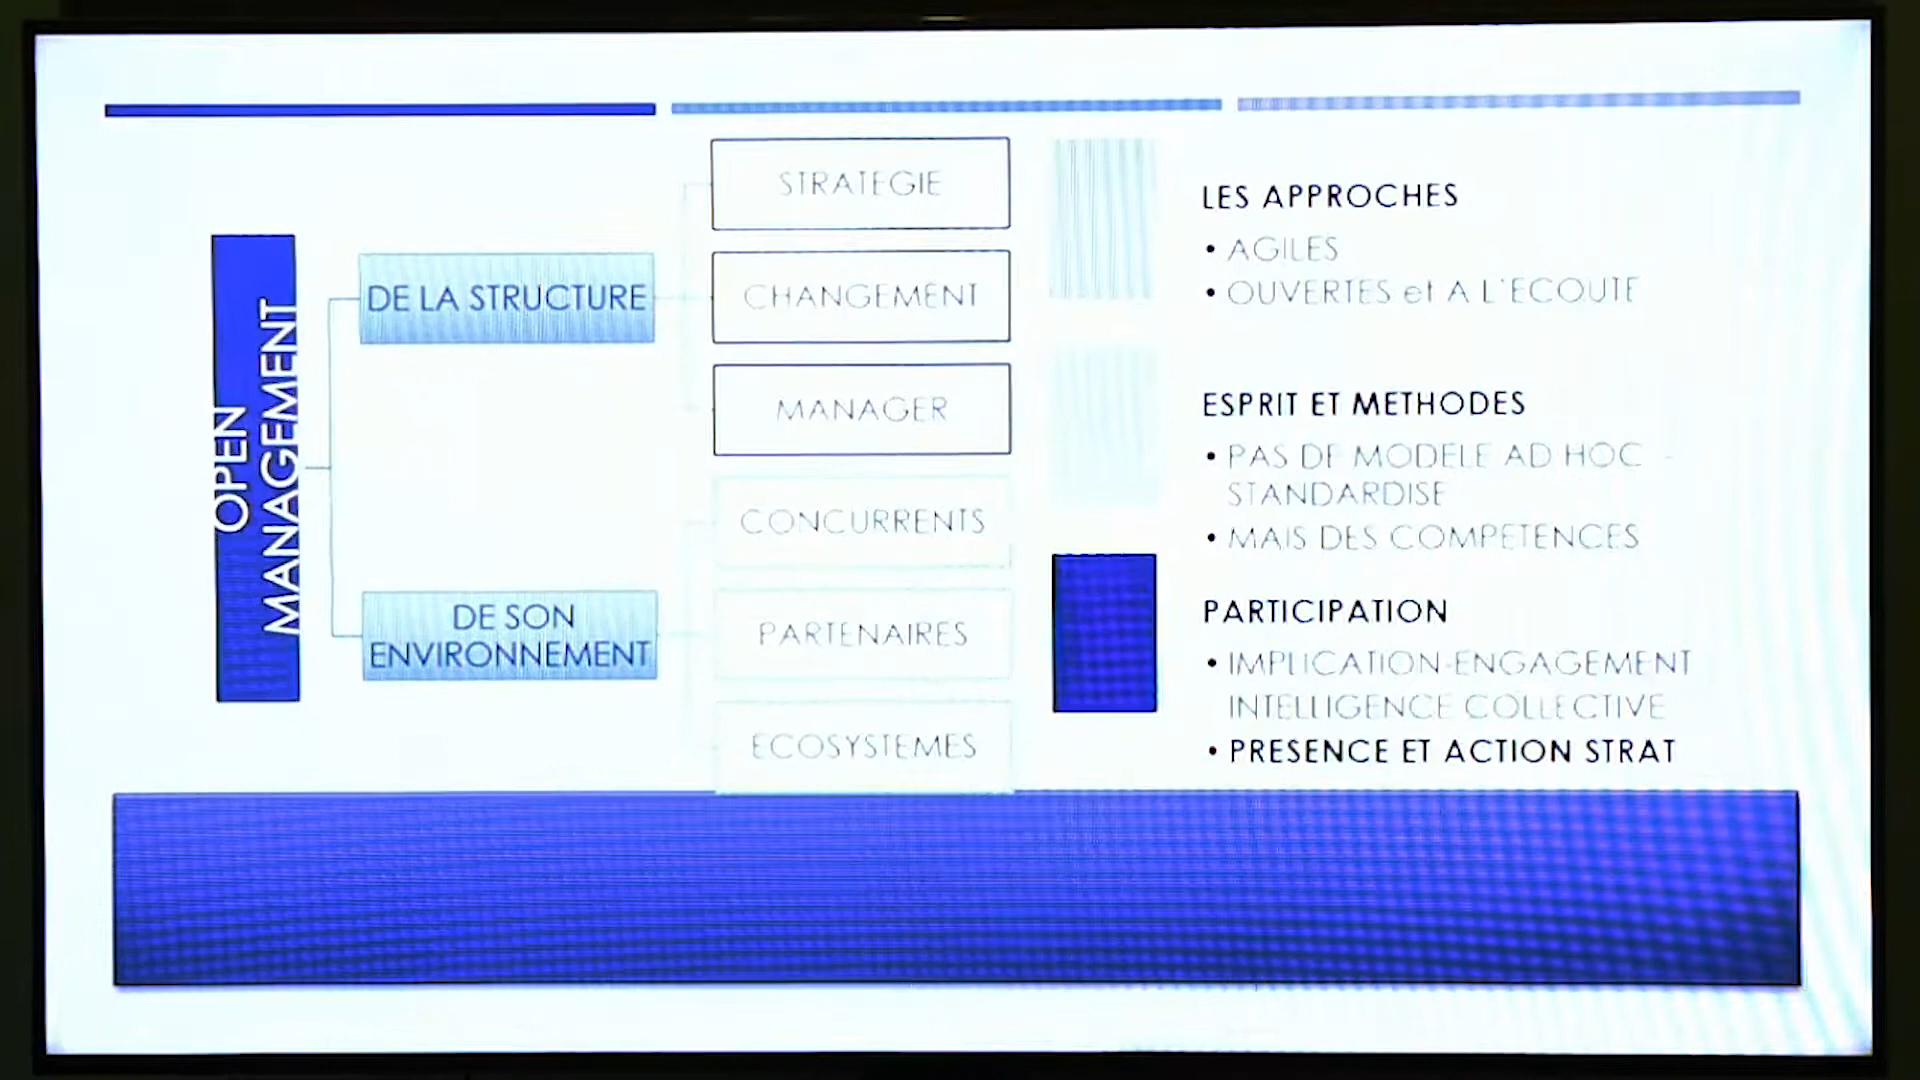 OPEN
MANAGEMENT
DE LA STRUCTURE
DE SON
ENVIRONNEMENT
STRATEGIE
CHANGEMENT
MANAGER
CONCURRENTS
PARTENAIRES
ECOSYSTEMES
LES APPROCHES
• AGILES
• OUVERTES et A L'ECOUTE
ESPRIT ET METHODES
• PAS DE MODELE AD HOC -
STANDARDISE
• MAIS DES COMPETENCES
PARTICIPATION
• IMPLICATION-ENGAGEMENT
INTELLIGENCE COLLECTIVE
• PRESENCE ET ACTION STRAT